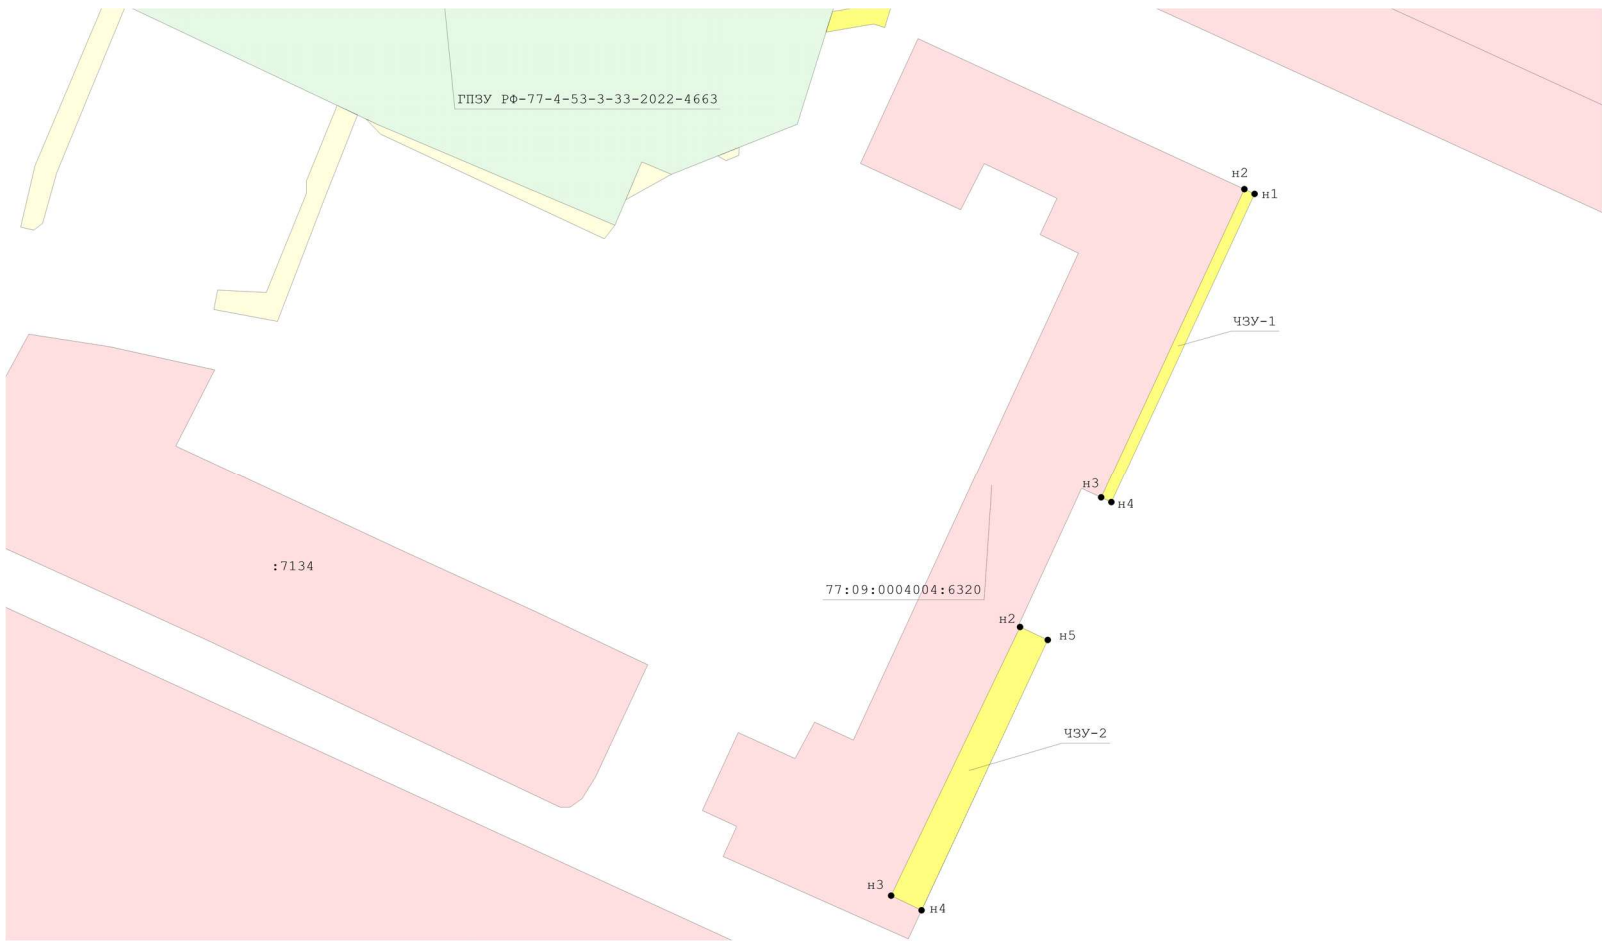 ГПЗУ РФ-77-4-53-3-33-2022-4663
н2
н1
ЧЗУ-1
н3
н4
:7134
77:09:0004004:6320
н2
н5
ЧЗУ-2
н3
н4